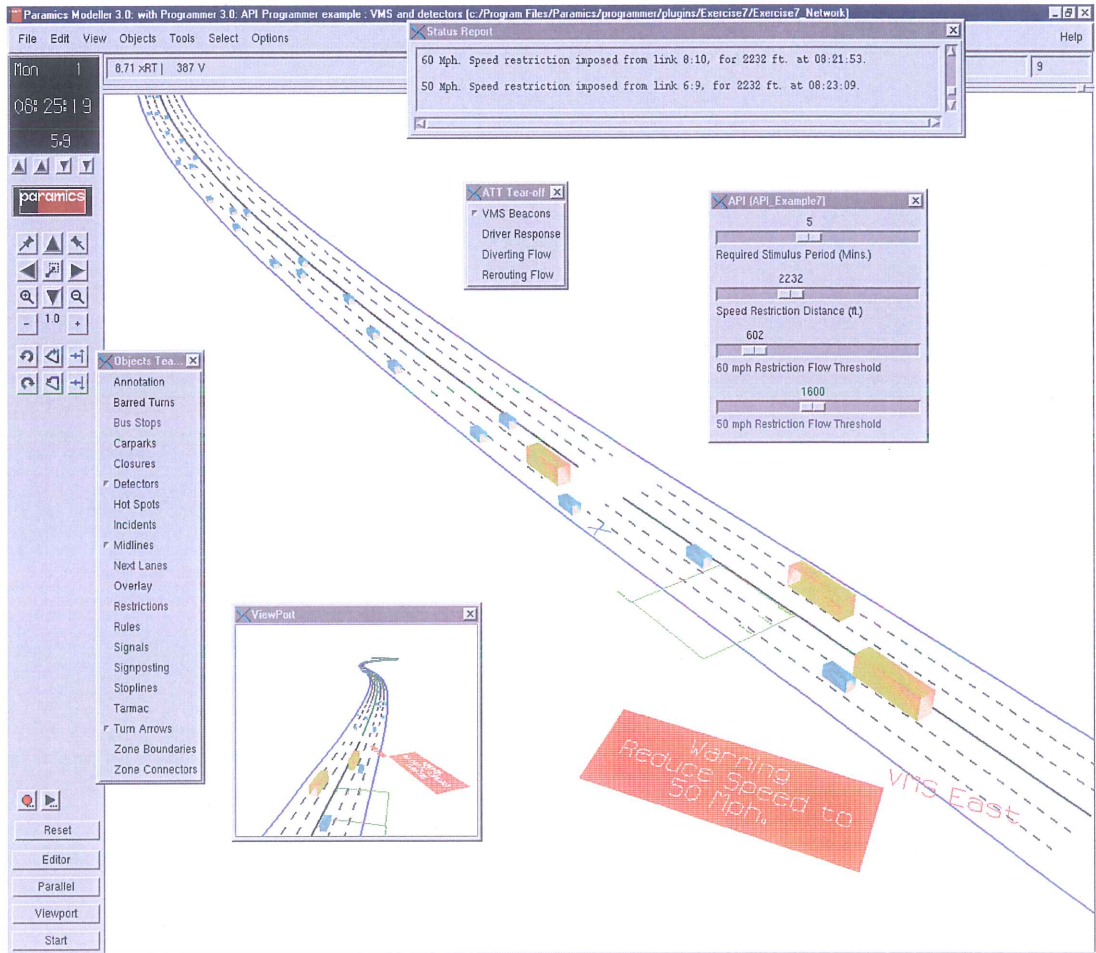 Paramics Modeller 3.0: with Programmer 3.0: API Programmer example : VMS and detectors (c:/Program Files/Paramics/programmer/plugins/Exercise7/Exercise7_Network)
File Edit View Objects Tools Select Options Help
Status Report
60 Mph. Speed restriction imposed from link 8:10, for 2232 ft. at 08:21:53.
50 Mph. Speed restriction imposed from link 6:9, for 2232 ft. at 08:23:09.
Mon 1
08:25:19
5.9
8.71 xRT | 387 V
9
paramics
1.0
ATT Tear-off
VMS Beacons
Driver Response
Diverting Flow
Rerouting Flow
API (API_Example7)
5
Required Stimulus Period (Mins.)
2232
Speed Restriction Distance (ft.)
602
60 mph Restriction Flow Threshold
1600
50 mph Restriction Flow Threshold
Objects Tea...
Annotation
Barred Turns
Bus Stops
Carparks
Closures
Detectors
Hot Spots
Incidents
Midlines
Next Lanes
Overlay
Restrictions
Rules
Signals
Signposting
Stoplines
Tarmac
Turn Arrows
Zone Boundaries
Zone Connectors
ViewPort
Warning
Reduce speed to
50 Mph.
VMS East
Reset
Editor
Parallel
Viewport
Start